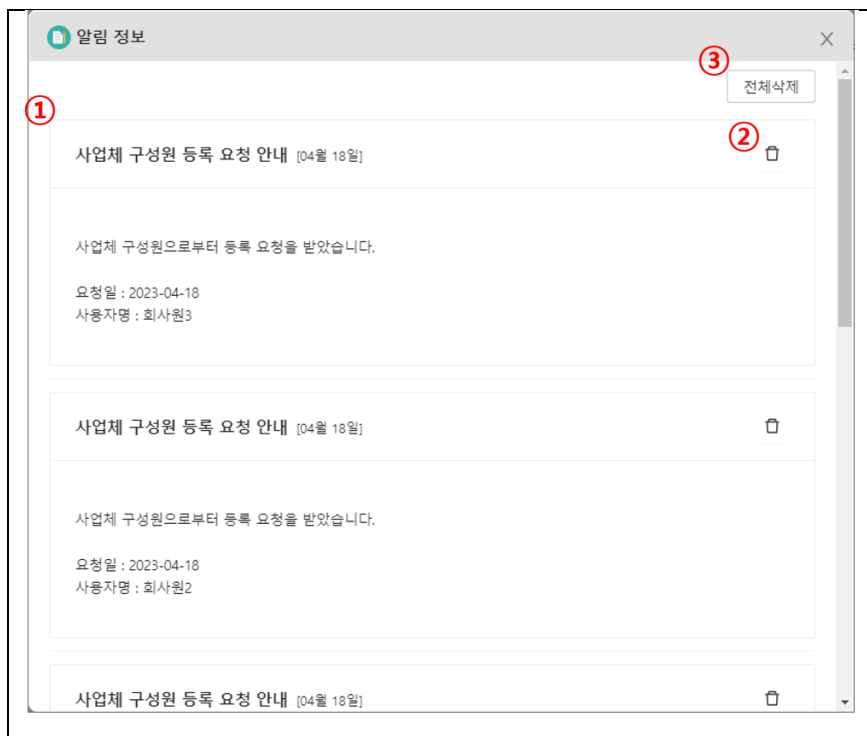 알림 정보
③
전체삭제
①
②
사업체 구성원 등록 요청 안내 [04월 18일]
사업체 구성원으로부터 등록 요청을 받았습니다.
요청일 : 2023-04-18
사용자명 : 회사원3
사업체 구성원 등록 요청 안내 [04월 18일]
사업체 구성원으로부터 등록 요청을 받았습니다.
요청일 : 2023-04-18
사용자명 : 회사원2
사업체 구성원 등록 요청 안내 [04월 18일]